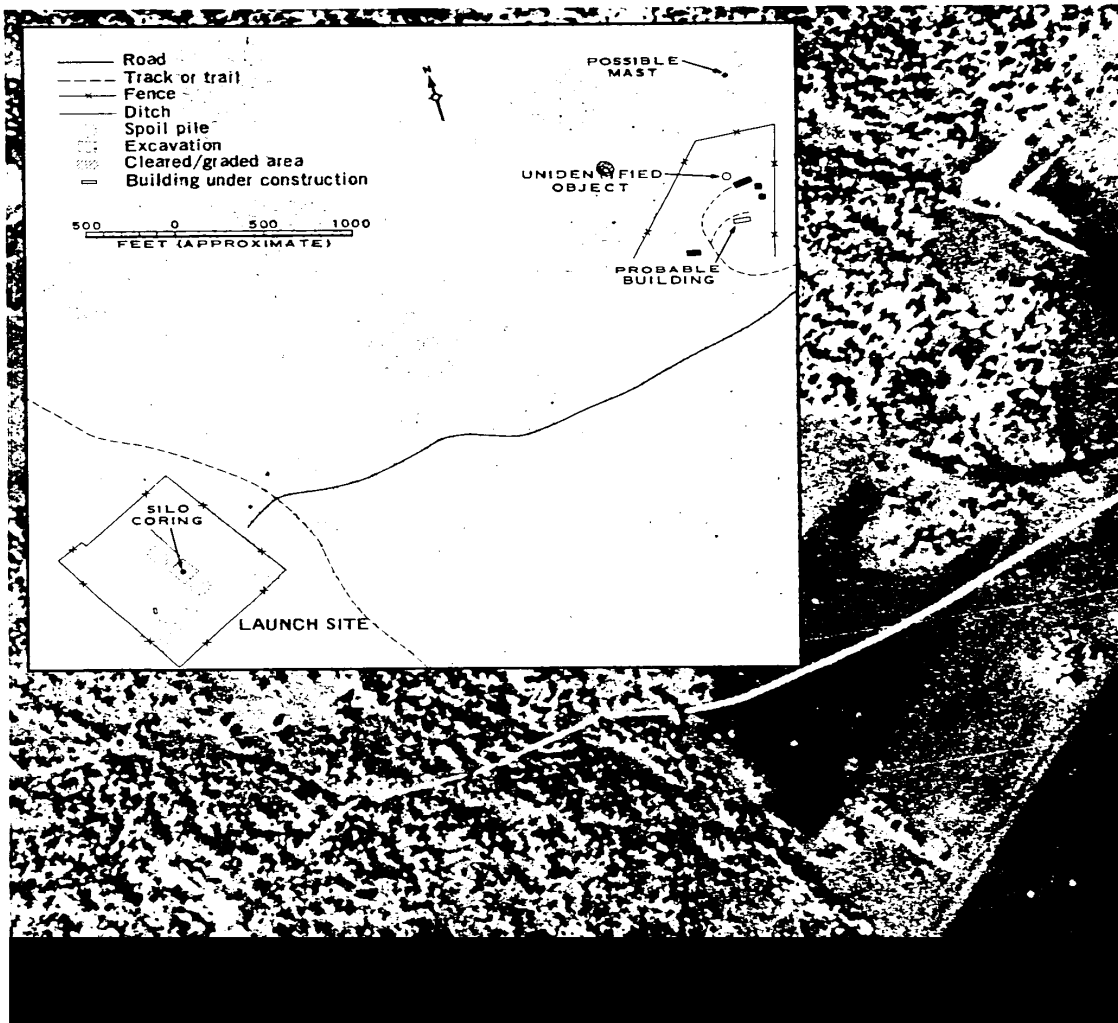 Road
Track or trail
Fence
Ditch
Spoil pile
Excavation
Cleared/graded area
Building under construction
500 0 500 1000
FEET (APPROXIMATE)
N
POSSIBLE
MAST
UNIDENTIFIED
OBJECT
PROBABLE
BUILDING
SILO
CORING
LAUNCH SITE